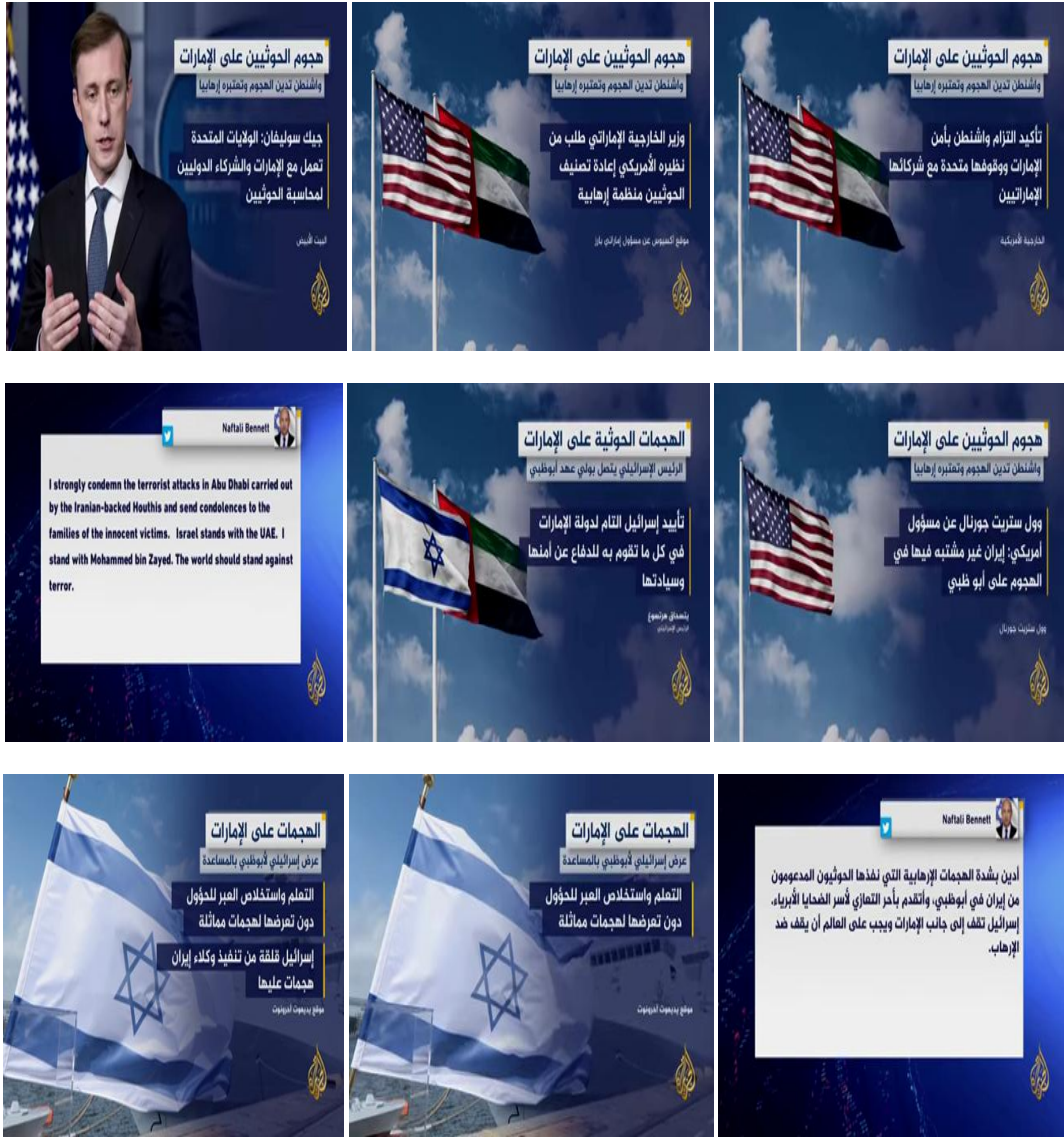 هجوم الحوثيين على الإمارات
واشنطن تدين الهجوم وتعتبره إرهابيا
جيك سوليفان: الولايات المتحدة
تعمل مع الإمارات والشركاء الدوليين
لمحاسبة الحوثيين
البيت الأبيض
هجوم الحوثيين على الإمارات
واشنطن تدين الهجوم وتعتبره إرهابيا
وزير الخارجية الإماراتي طلب من
نظيره الأمريكي إعادة تصنيف
الحوثيين منظمة إرهابية
موقع أكسيوس عن مسؤول إماراتي بارز
هجوم الحوثيين على الإمارات
واشنطن تدين الهجوم وتعتبره إرهابيا
تأكيد التزام واشنطن بأمن
الإمارات ووقوفها متحدة مع شركائها
الإماراتيين
الخارجية الأمريكية
Naftali Bennett
I strongly condemn the terrorist attacks in Abu Dhabi carried out
by the Iranian-backed Houthis and send condolences to the
families of the innocent victims. Israel stands with the UAE. I
stand with Mohammed bin Zayed. The world should stand against
terror.
الهجمات الحوثية على الإمارات
الرئيس الإسرائيلي يتصل بولي عهد أبوظبي
تأييد إسرائيل التام لدولة الإمارات
في كل ما تقوم به للدفاع عن أمنها
وسيادتها
يتسحاق هرتسوغ
الرئيس الإسرائيلي
هجوم الحوثيين على الإمارات
واشنطن تدين الهجوم وتعتبره إرهابيا
وول ستريت جورنال عن مسؤول
أمريكي: إيران غير مشتبه فيها في
الهجوم على أبو ظبي
وول ستريت جورنال
الهجمات على الإمارات
عرض إسرائيلي لأبوظبي بالمساعدة
التعلم واستخلاص العبر للحؤول
دون تعرضها لهجمات مماثلة
إسرائيل قلقة من تنفيذ وكلاء إيران
هجمات عليها
موقع يديعوت أحرونوت
الهجمات على الإمارات
عرض إسرائيلي لأبوظبي بالمساعدة
التعلم واستخلاص العبر للحؤول
دون تعرضها لهجمات مماثلة
موقع يديعوت أحرونوت
Naftali Bennett
أدين بشدة الهجمات الإرهابية التي نفذها الحوثيون المدعومون
من إيران في أبوظبي، وأتقدم بأحر التعازي لأسر الضحايا الأبرياء.
إسرائيل تقف إلى جانب الإمارات ويجب على العالم أن يقف ضد
الإرهاب.